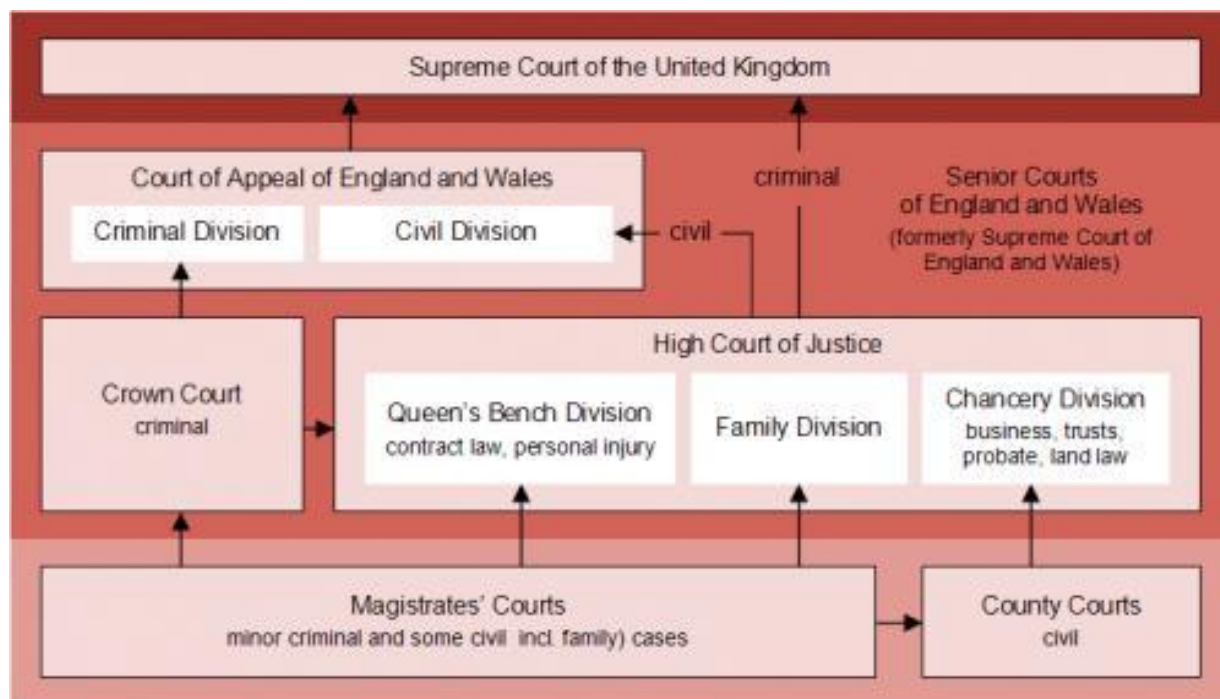 Supreme Court of the United Kingdom
Court of Appeal of England and Wales
Criminal Division
Civil Division
civil
criminal
Senior Courts
of England and Wales
(formerly Supreme Court of
England and Wales)
Crown Court
criminal
High Court of Justice
Queen's Bench Division
contract law, personal injury
Family Division
Chancery Division
business, trusts,
probate, land law
Magistrates' Courts
minor criminal and some civil incl. family) cases
County Courts
civil